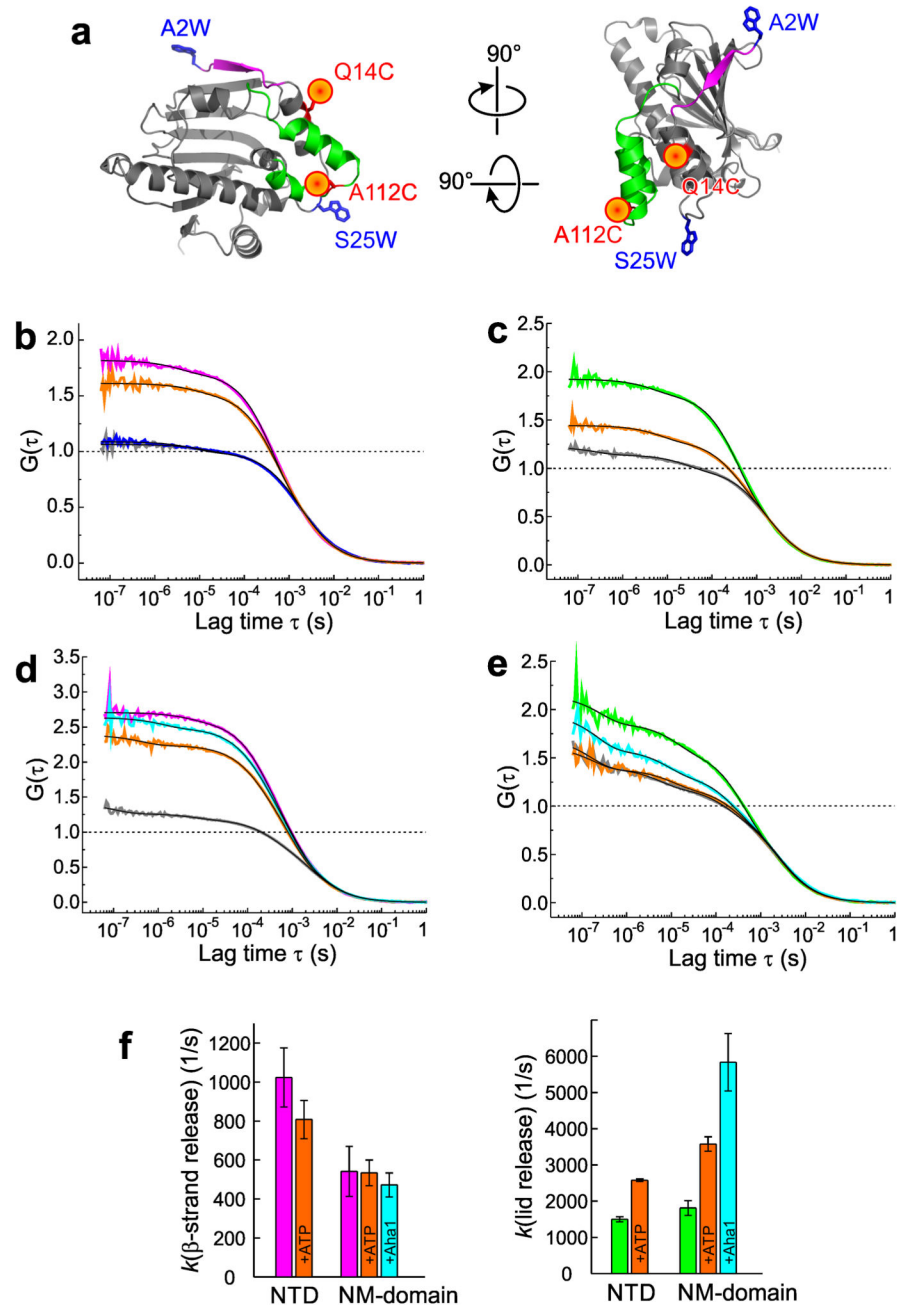 a
A2W
Q14C
A112C
S25W
90°
90°
A2W
Q14C
A112C
S25W
b
G(τ)
2.0
1.5
1.0
0.5
0.0
10⁻⁷ 10⁻⁶ 10⁻⁵ 10⁻⁴ 10⁻³ 10⁻² 10⁻¹ 1
Lag time τ (s)
c
G(τ)
2.5
2.0
1.5
1.0
0.5
0.0
10⁻⁷ 10⁻⁶ 10⁻⁵ 10⁻⁴ 10⁻³ 10⁻² 10⁻¹ 1
Lag time τ (s)
d
G(τ)
3.5
3.0
2.5
2.0
1.5
1.0
0.5
0.0
10⁻⁷ 10⁻⁶ 10⁻⁵ 10⁻⁴ 10⁻³ 10⁻² 10⁻¹ 1
Lag time τ (s)
e
G(τ)
2.5
2.0
1.5
1.0
0.5
0.0
10⁻⁷ 10⁻⁶ 10⁻⁵ 10⁻⁴ 10⁻³ 10⁻² 10⁻¹ 1
Lag time τ (s)
f
k(β-strand release) (1/s)
1200
1000
800
600
400
200
0
+ATP
+ATP
+Aha1
NTD NM-domain
k(lid release) (1/s)
6000
5000
4000
3000
2000
1000
0
+ATP
+ATP
+Aha1
NTD NM-domain